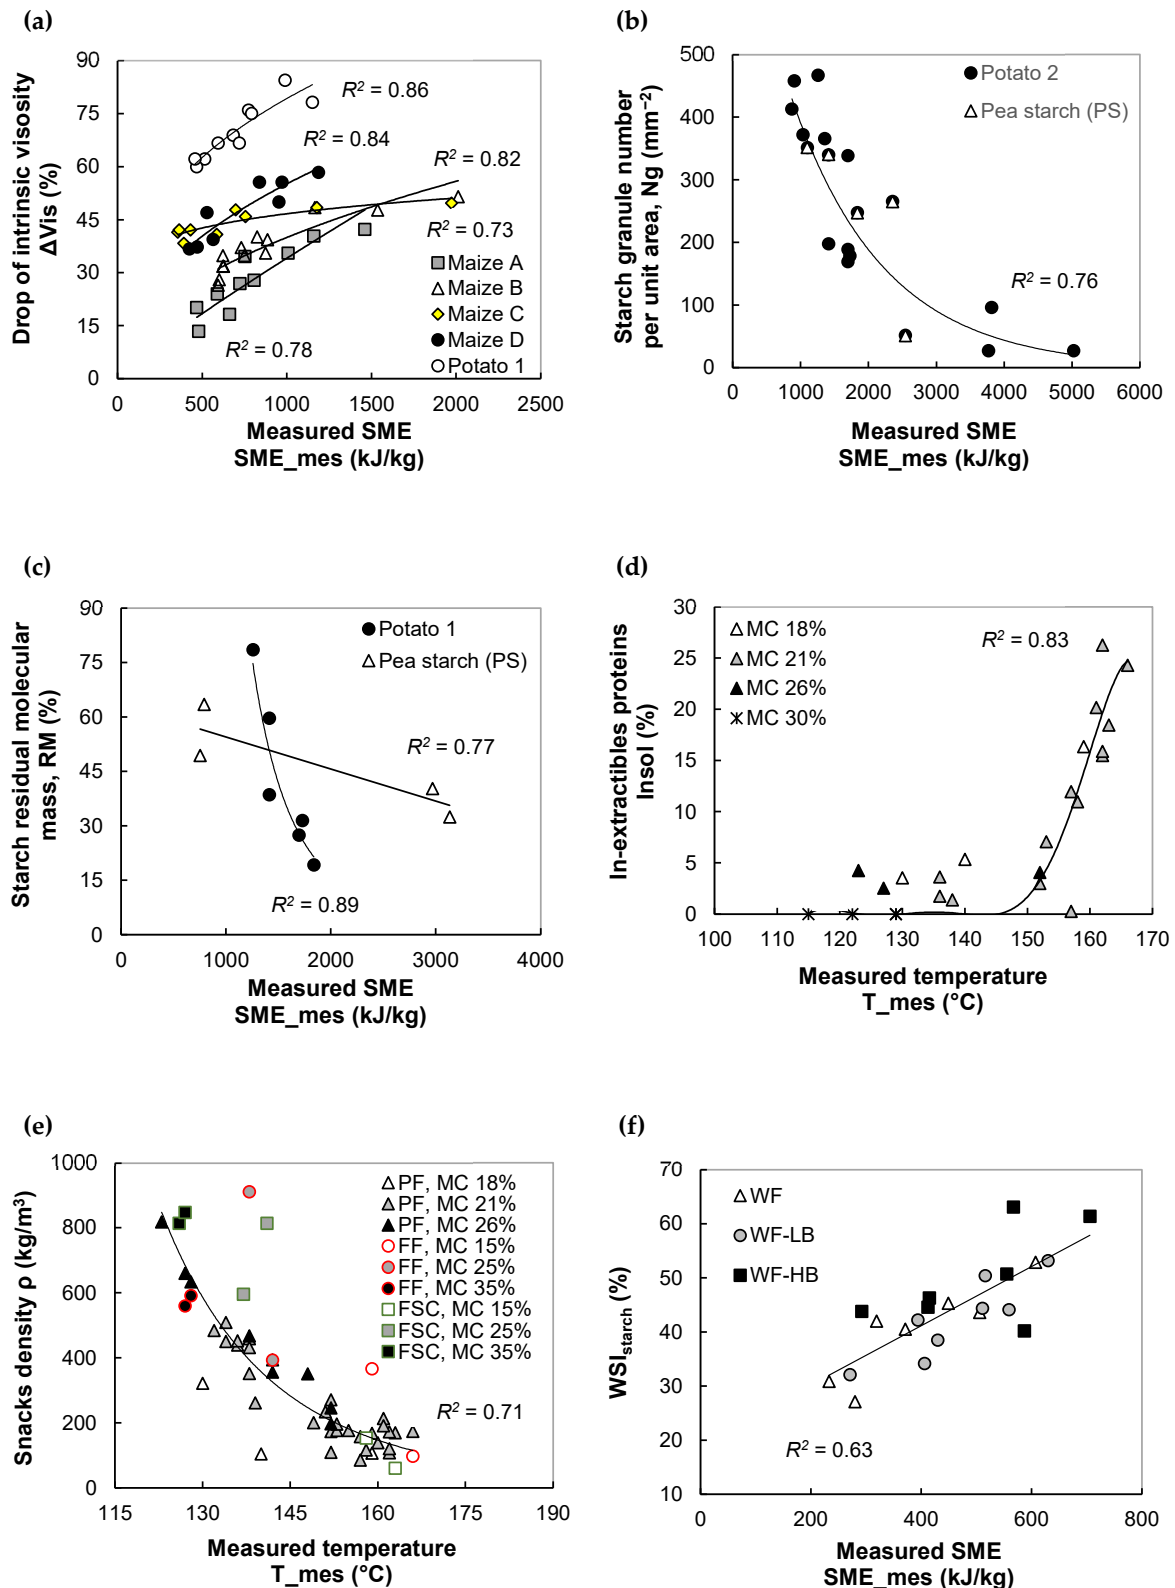 (a)
Drop of intrinsic viscosity
ΔVis (%)
90
75
60
45
30
15
0
R² = 0.86
R² = 0.84
R² = 0.82
R² = 0.73
R² = 0.78
Maize A
Maize B
Maize C
Maize D
Potato 1
0 500 1000 1500 2000 2500
Measured SME
SME_mes (kJ/kg)
(b)
Starch granule number
per unit area, Ng (mm⁻²)
500
400
300
200
100
0
Potato 2
Pea starch (PS)
R² = 0.76
0 1000 2000 3000 4000 5000 6000
Measured SME
SME_mes (kJ/kg)
(c)
Starch residual molecular
mass, RM (%)
90
75
60
45
30
15
0
Potato 1
Pea starch (PS)
R² = 0.77
R² = 0.89
0 1000 2000 3000 4000
Measured SME
SME_mes (kJ/kg)
(d)
In-extractibles proteins
Insol (%)
30
25
20
15
10
5
0
MC 18%
MC 21%
MC 26%
MC 30%
R² = 0.83
100 110 120 130 140 150 160 170
Measured temperature
T_mes (°C)
(e)
Snacks density ρ (kg/m³)
1000
800
600
400
200
0
PF, MC 18%
PF, MC 21%
PF, MC 26%
FF, MC 15%
FF, MC 25%
FF, MC 35%
FSC, MC 15%
FSC, MC 25%
FSC, MC 35%
R² = 0.71
115 130 145 160 175 190
Measured temperature
T_mes (°C)
(f)
WSIstarch (%)
70
60
50
40
30
20
10
WF
WF-LB
WF-HB
R² = 0.63
0 200 400 600 800
Measured SME
SME_mes (kJ/kg)